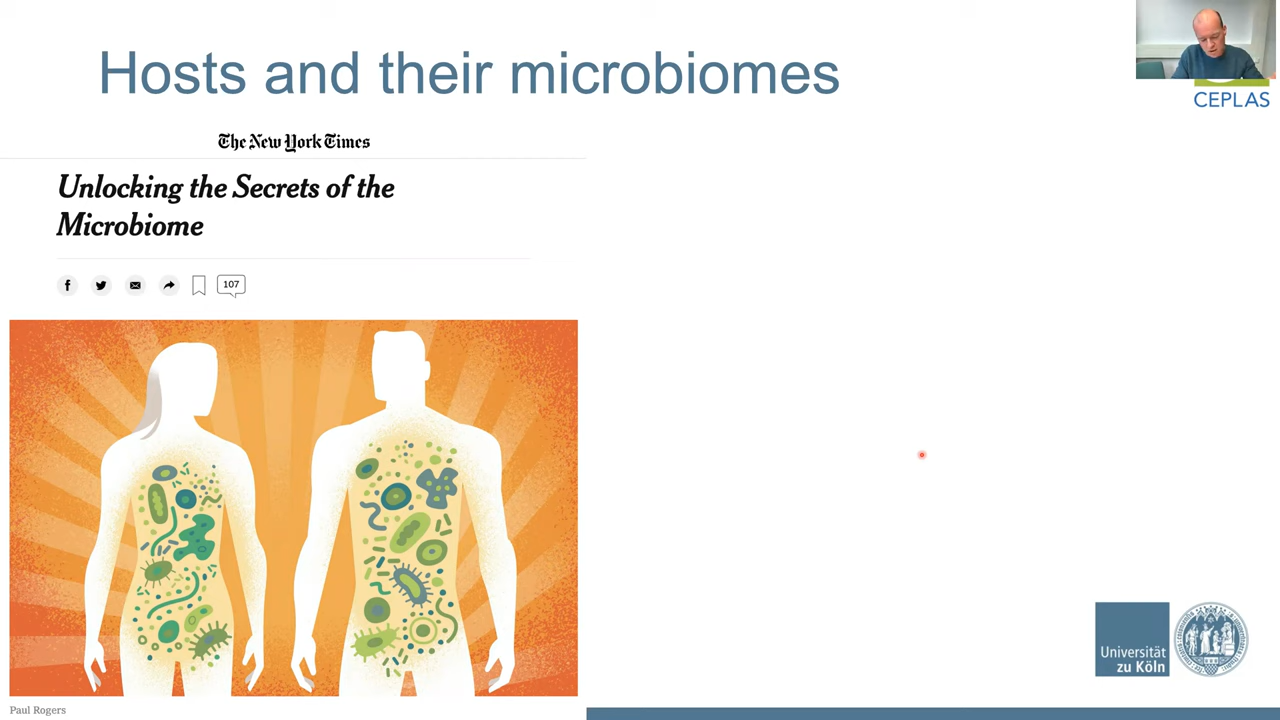 Hosts and their microbiomes
CEPLAS
The New York Times
Unlocking the Secrets of the
Microbiome
107
Universität
zu Köln
Paul Rogers